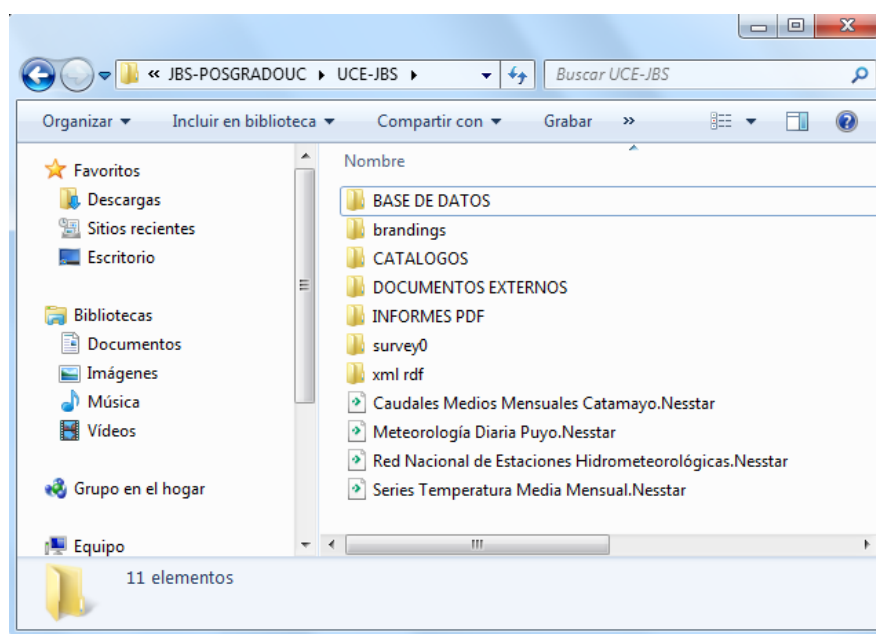 « JBS-POSGRADOUC ▸ UCE-JBS ▸
Buscar UCE-JBS
Organizar
Incluir en biblioteca
Compartir con
Grabar
»
Favoritos
Descargas
Sitios recientes
Escritorio
Bibliotecas
Documentos
Imágenes
Música
Vídeos
Grupo en el hogar
Equipo
Nombre
BASE DE DATOS
brandings
CATALOGOS
DOCUMENTOS EXTERNOS
INFORMES PDF
survey0
xml rdf
Caudales Medios Mensuales Catamayo.Nesstar
Meteorología Diaria Puyo.Nesstar
Red Nacional de Estaciones Hidrometeorológicas.Nesstar
Series Temperatura Media Mensual.Nesstar
11 elementos